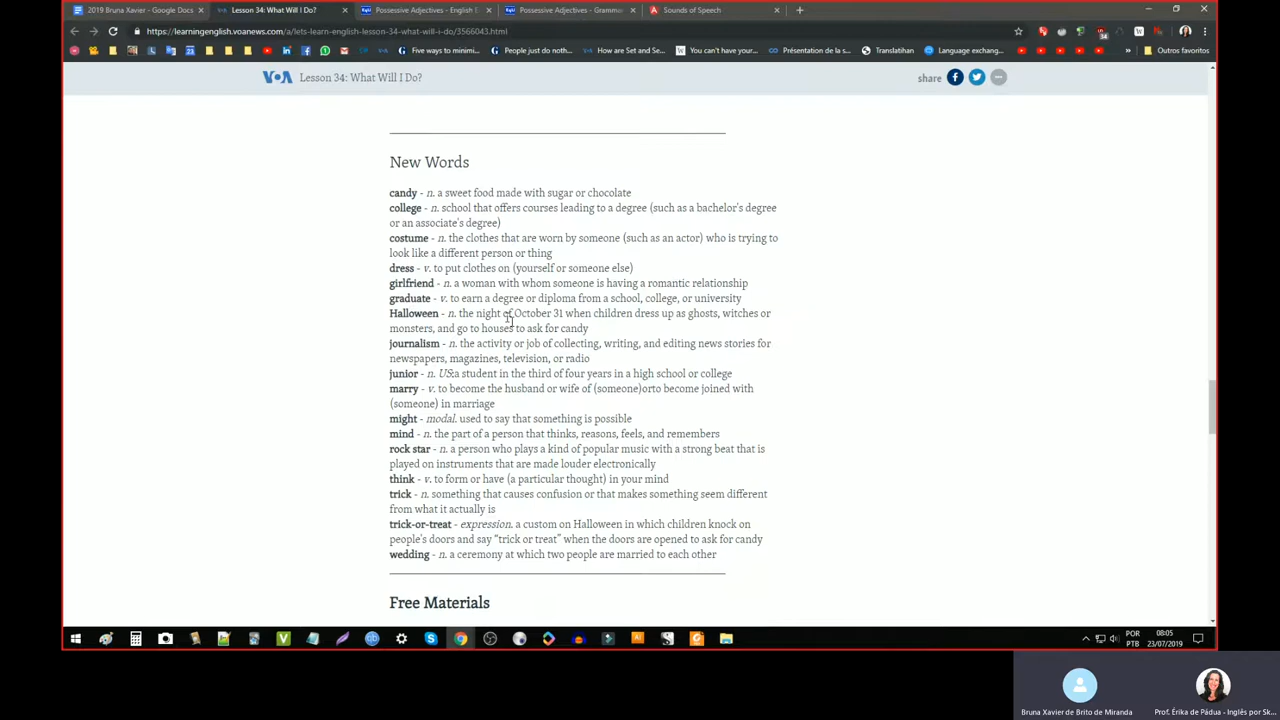 2019 Bruna Xavier - Google Docs
Lesson 34: What Will I Do?
Possessive Adjectives - English E
Possessive Adjectives - Grammar
Sounds of Speech
https://learningenglish.voanews.com/a/lets-learn-english-lesson-34-what-will-i-do/3566043.html
Five ways to minimi...
People just do noth...
How are Set and Se...
You can't have your...
Présentation de la s...
Translatihan
Language exchang...
Outros favoritos
VOA Lesson 34: What Will I Do?
share
New Words
candy - n. a sweet food made with sugar or chocolate
college - n. school that offers courses leading to a degree (such as a bachelor's degree
or an associate's degree)
costume - n. the clothes that are worn by someone (such as an actor) who is trying to
look like a different person or thing
dress - v. to put clothes on (yourself or someone else)
girlfriend - n. a woman with whom someone is having a romantic relationship
graduate - v. to earn a degree or diploma from a school, college, or university
Halloween - n. the night of October 31 when children dress up as ghosts, witches or
monsters, and go to houses to ask for candy
journalism - n. the activity or job of collecting, writing, and editing news stories for
newspapers, magazines, television, or radio
junior - n. US:a student in the third of four years in a high school or college
marry - v. to become the husband or wife of (someone)orto become joined with
(someone) in marriage
might - modal. used to say that something is possible
mind - n. the part of a person that thinks, reasons, feels, and remembers
rock star - n. a person who plays a kind of popular music with a strong beat that is
played on instruments that are made louder electronically
think - v. to form or have (a particular thought) in your mind
trick - n. something that causes confusion or that makes something seem different
from what it actually is
trick-or-treat - expression. a custom on Halloween in which children knock on
people's doors and say “trick or treat” when the doors are opened to ask for candy
wedding - n. a ceremony at which two people are married to each other
Free Materials
POR
PTB
08:05
23/07/2019
Bruna Xavier de Brito de Miranda
Prof. Érika de Pádua - Inglês por Sk...